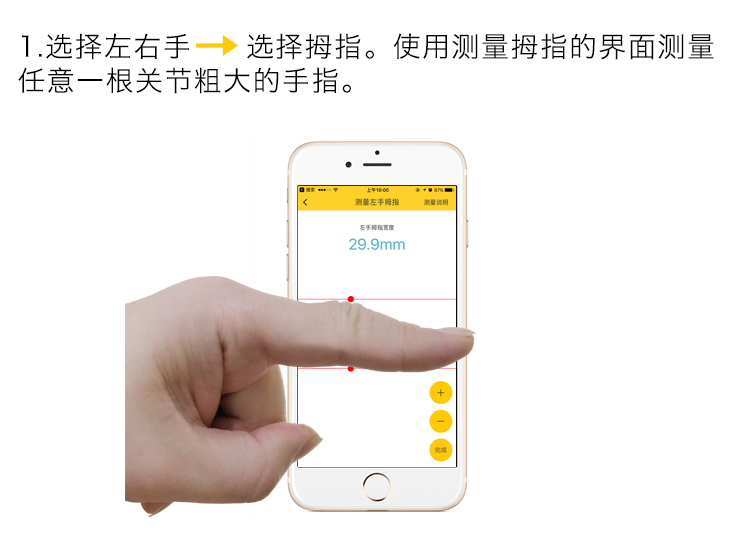 1.选择左右手 选择拇指。使用测量拇指的界面测量
任意一根关节粗大的手指。
搜索 上午10:00 87%
测量左手拇指 测量说明
左手拇指宽度
29.9mm
+
−
完成